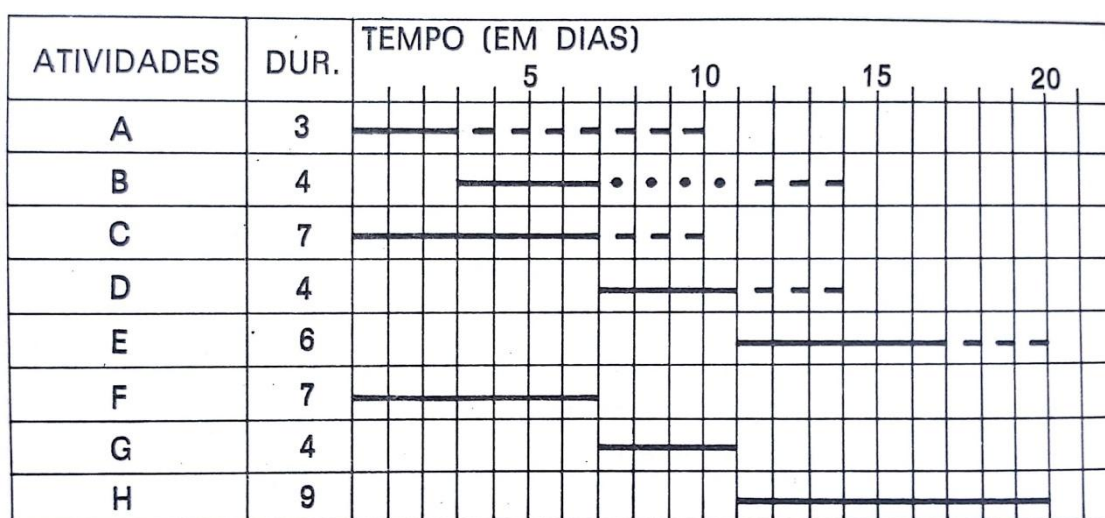 ATIVIDADES DUR. TEMPO (EM DIAS)
5 10 15 20
A 3
B 4
C 7
D 4
E 6
F 7
G 4
H 9